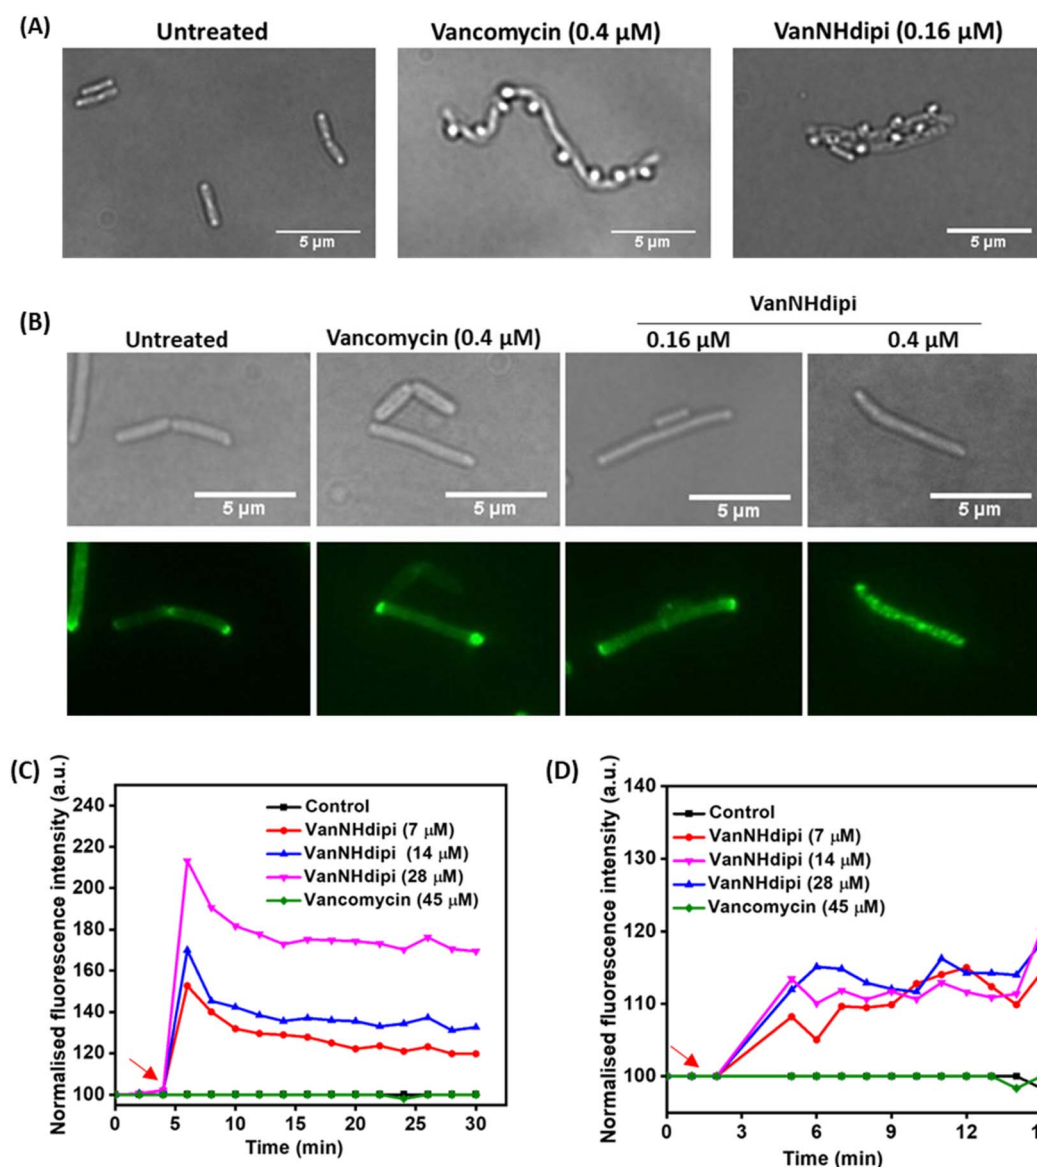 (A)
Untreated
Vancomycin (0.4 µM)
VanNHdipi (0.16 µM)
5 µm
5 µm
5 µm
(B)
VanNHdipi
Untreated
Vancomycin (0.4 µM)
0.16 µM
0.4 µM
5 µm
5 µm
5 µm
5 µm
(C)
Normalised fluorescence intensity (a.u.)
240
220
200
180
160
140
120
100
Control
VanNHdipi (7 µM)
VanNHdipi (14 µM)
VanNHdipi (28 µM)
Vancomycin (45 µM)
0 5 10 15 20 25 30
Time (min)
(D)
Normalised fluorescence intensity (a.u.)
140
130
120
110
100
Control
VanNHdipi (7 µM)
VanNHdipi (14 µM)
VanNHdipi (28 µM)
Vancomycin (45 µM)
0 3 6 9 12
Time (min)